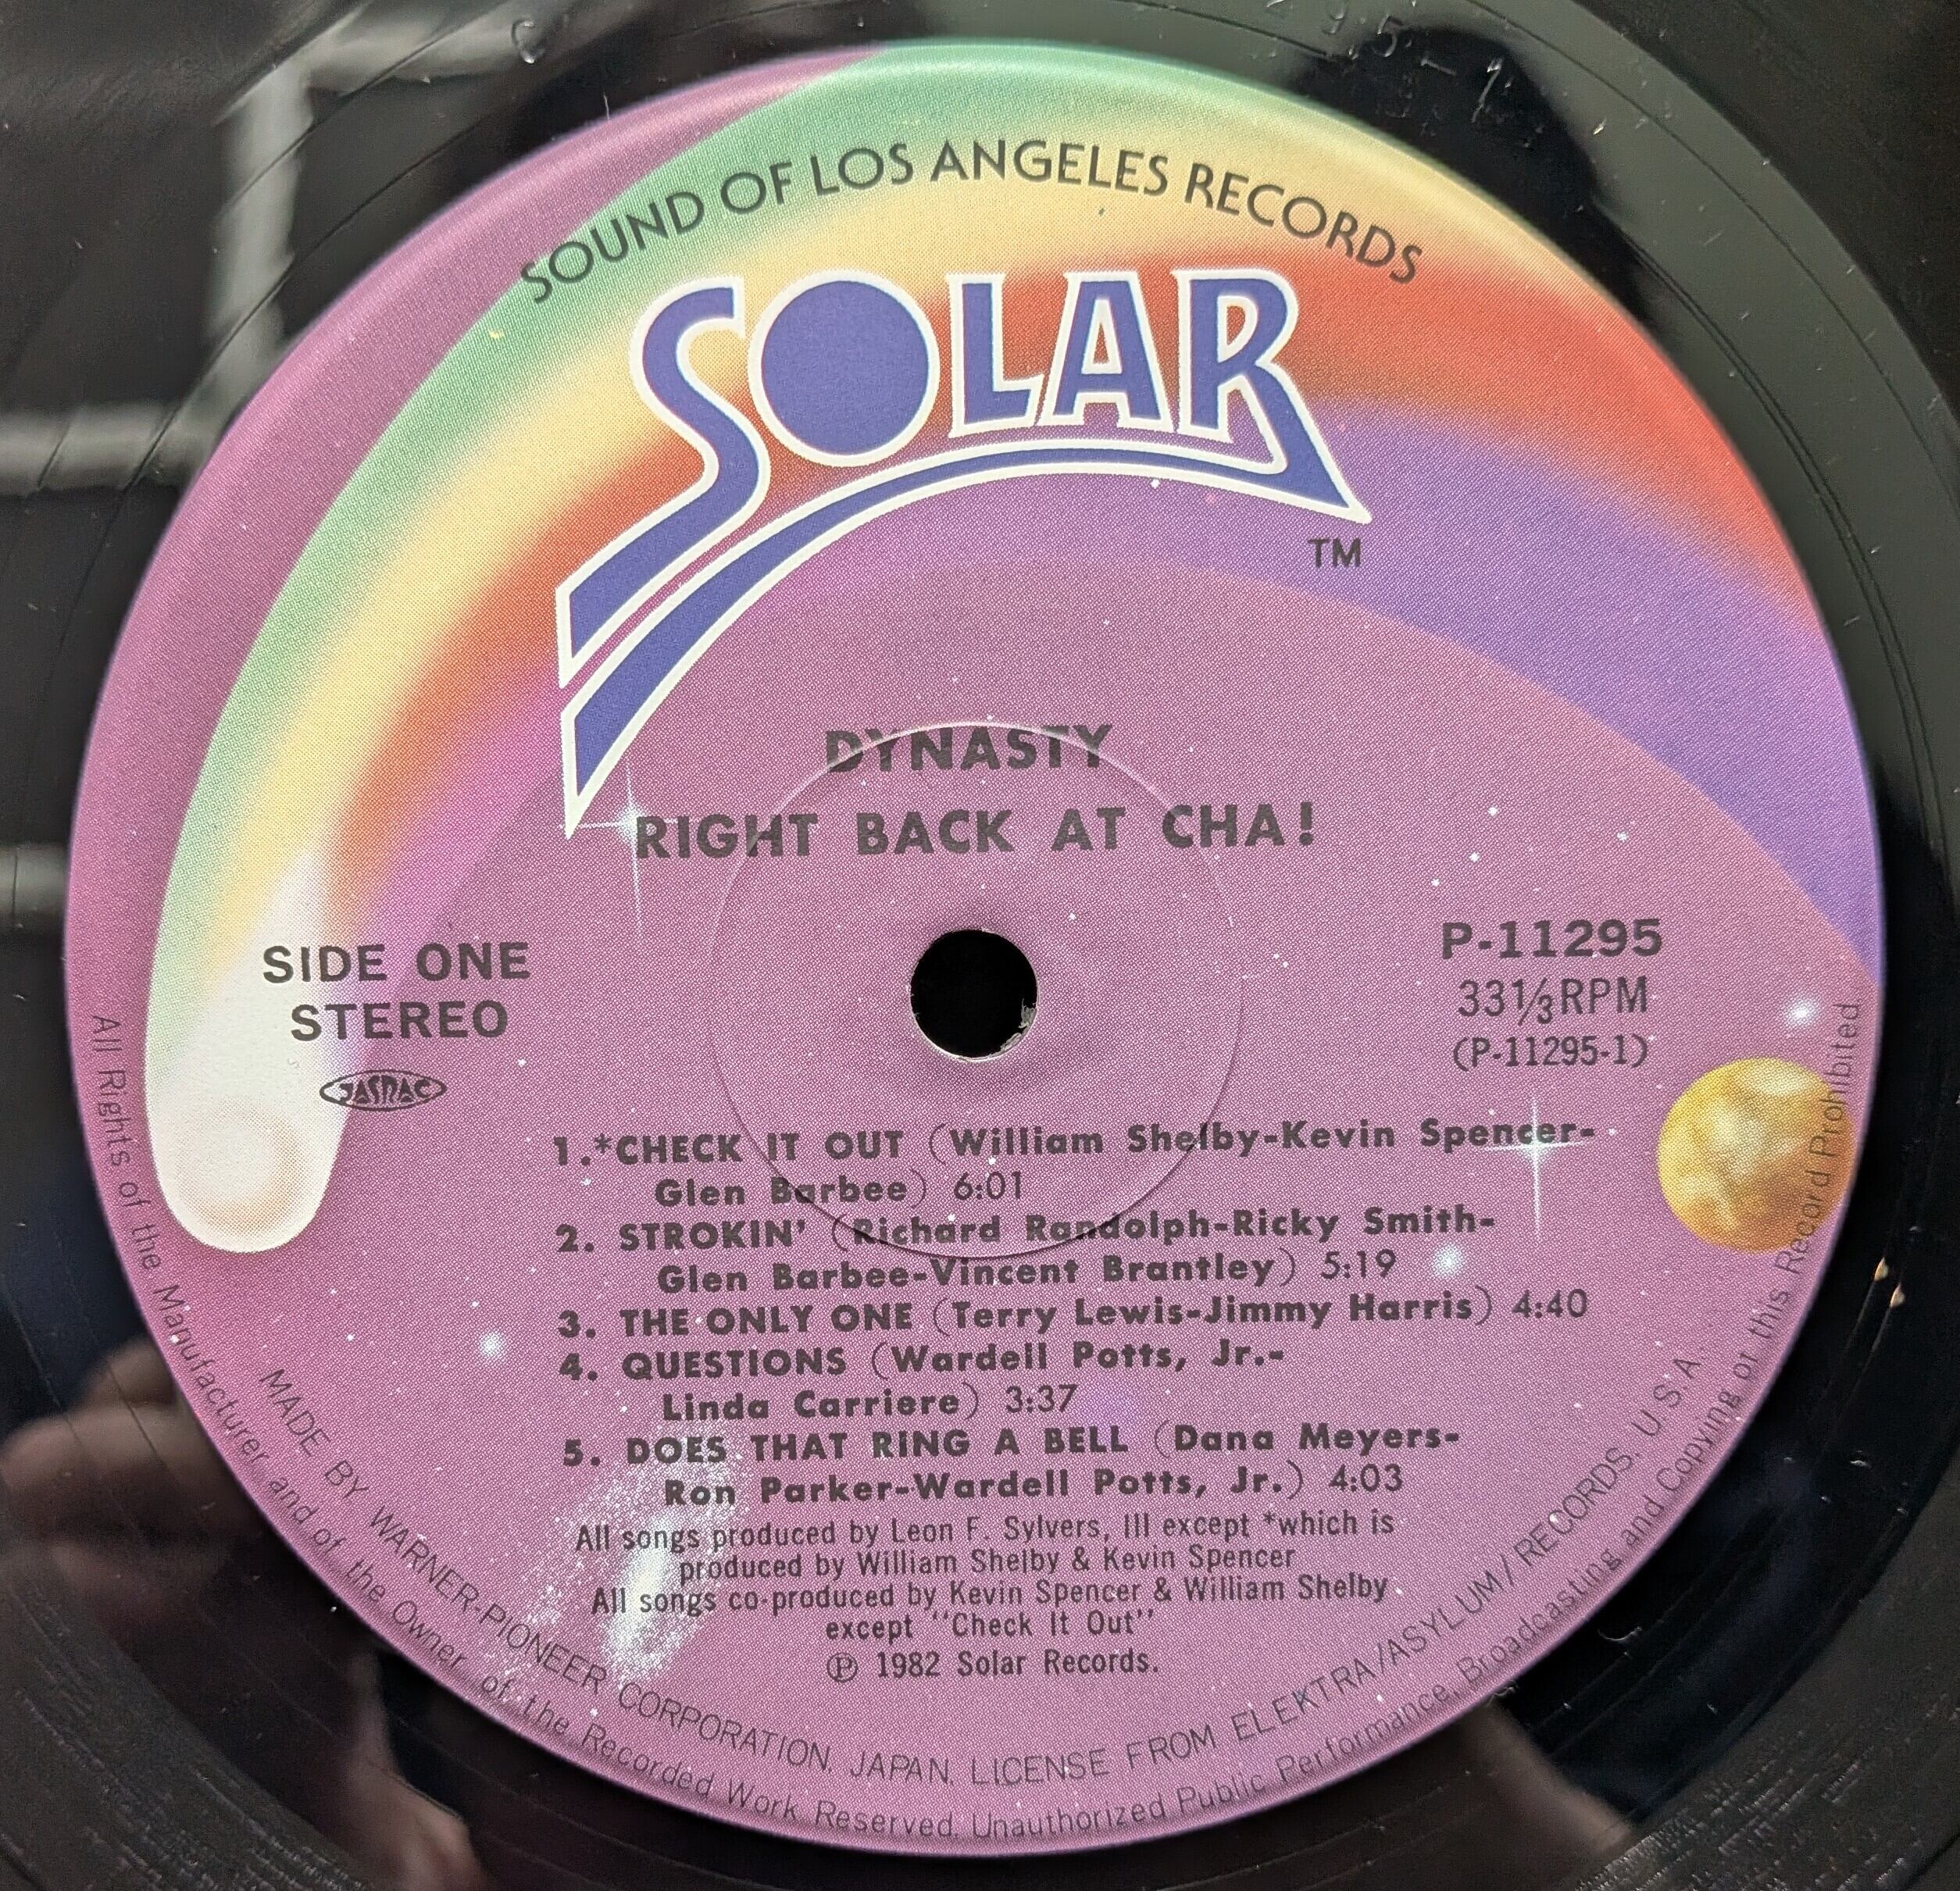 SOUND OF LOS ANGELES RECORDS
SOLAR
TM
DYNASTY
RIGHT BACK AT CHA!
SIDE ONE
STEREO
JASRAC
P-11295
33⅓RPM
(P-11295-1)
1.*CHECK IT OUT (William Shelby-Kevin Spencer-
Glen Barbee) 6:01
2. STROKIN' (Richard Randolph-Ricky Smith-
Glen Barbee-Vincent Brantley) 5:19
3. THE ONLY ONE (Terry Lewis-Jimmy Harris) 4:40
4. QUESTIONS (Wardell Potts, Jr.-
Linda Carriere) 3:37
5. DOES THAT RING A BELL (Dana Meyers-
Ron Parker-Wardell Potts, Jr.) 4:03
All songs produced by Leon F. Sylvers, III except *which is
produced by William Shelby & Kevin Spencer
All songs co-produced by Kevin Spencer & William Shelby
except "Check It Out"
℗ 1982 Solar Records.
MADE BY WARNER-PIONEER CORPORATION, JAPAN, LICENSE FROM ELEKTRA/ASYLUM/RECORDS, U.S.A.
All Rights of the Manufacturer and of the Owner of the Recorded Work Reserved. Unauthorized Public Performance, Broadcasting and Copying of this Record Prohibited.